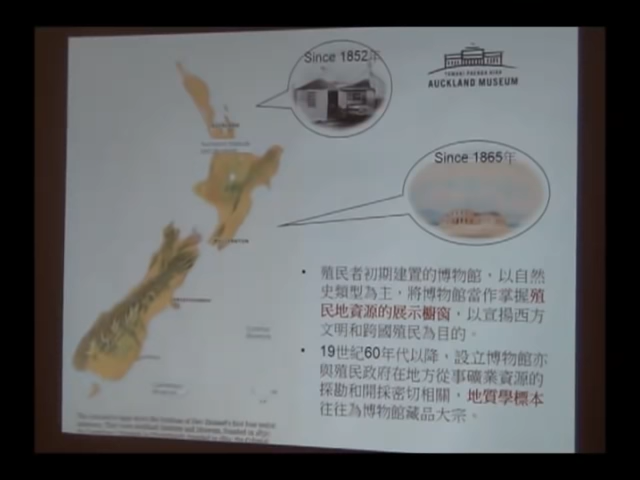 Since 1852年
TAMAKI PAENGA HIRA
AUCKLAND MUSEUM
Since 1865年
• 殖民者初期建置的博物館，以自然
史類型為主，將博物館當作掌握殖
民地資源的展示櫥窗，以宣揚西方
文明和跨國殖民為目的。
• 19世紀60年代以降，設立博物館亦
與殖民政府在地方從事礦業資源的
探勘和開採密切相關，地質學標本
往往為博物館藏品大宗。